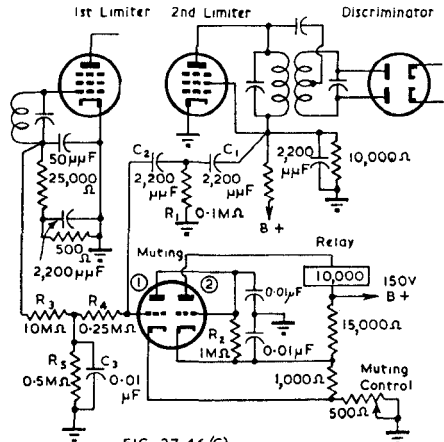 1st Limiter
2nd Limiter
Discriminator
50μμF
25,000
Ω
500
Ω
2,200
μμF
C₂
C₁
2,200
μμF
2,200
μμF
R₁
0·1MΩ
2,200
μμF
10,000Ω
B +
Muting
①
②
Relay
10,000
150V
B +
0·01μF
R₃
R₄
10MΩ
0·25MΩ
R₂
1MΩ
0·01μF
15,000
Ω
R₅
0·5MΩ
C₃
0·01
μF
1,000Ω
Muting
Control
500Ω